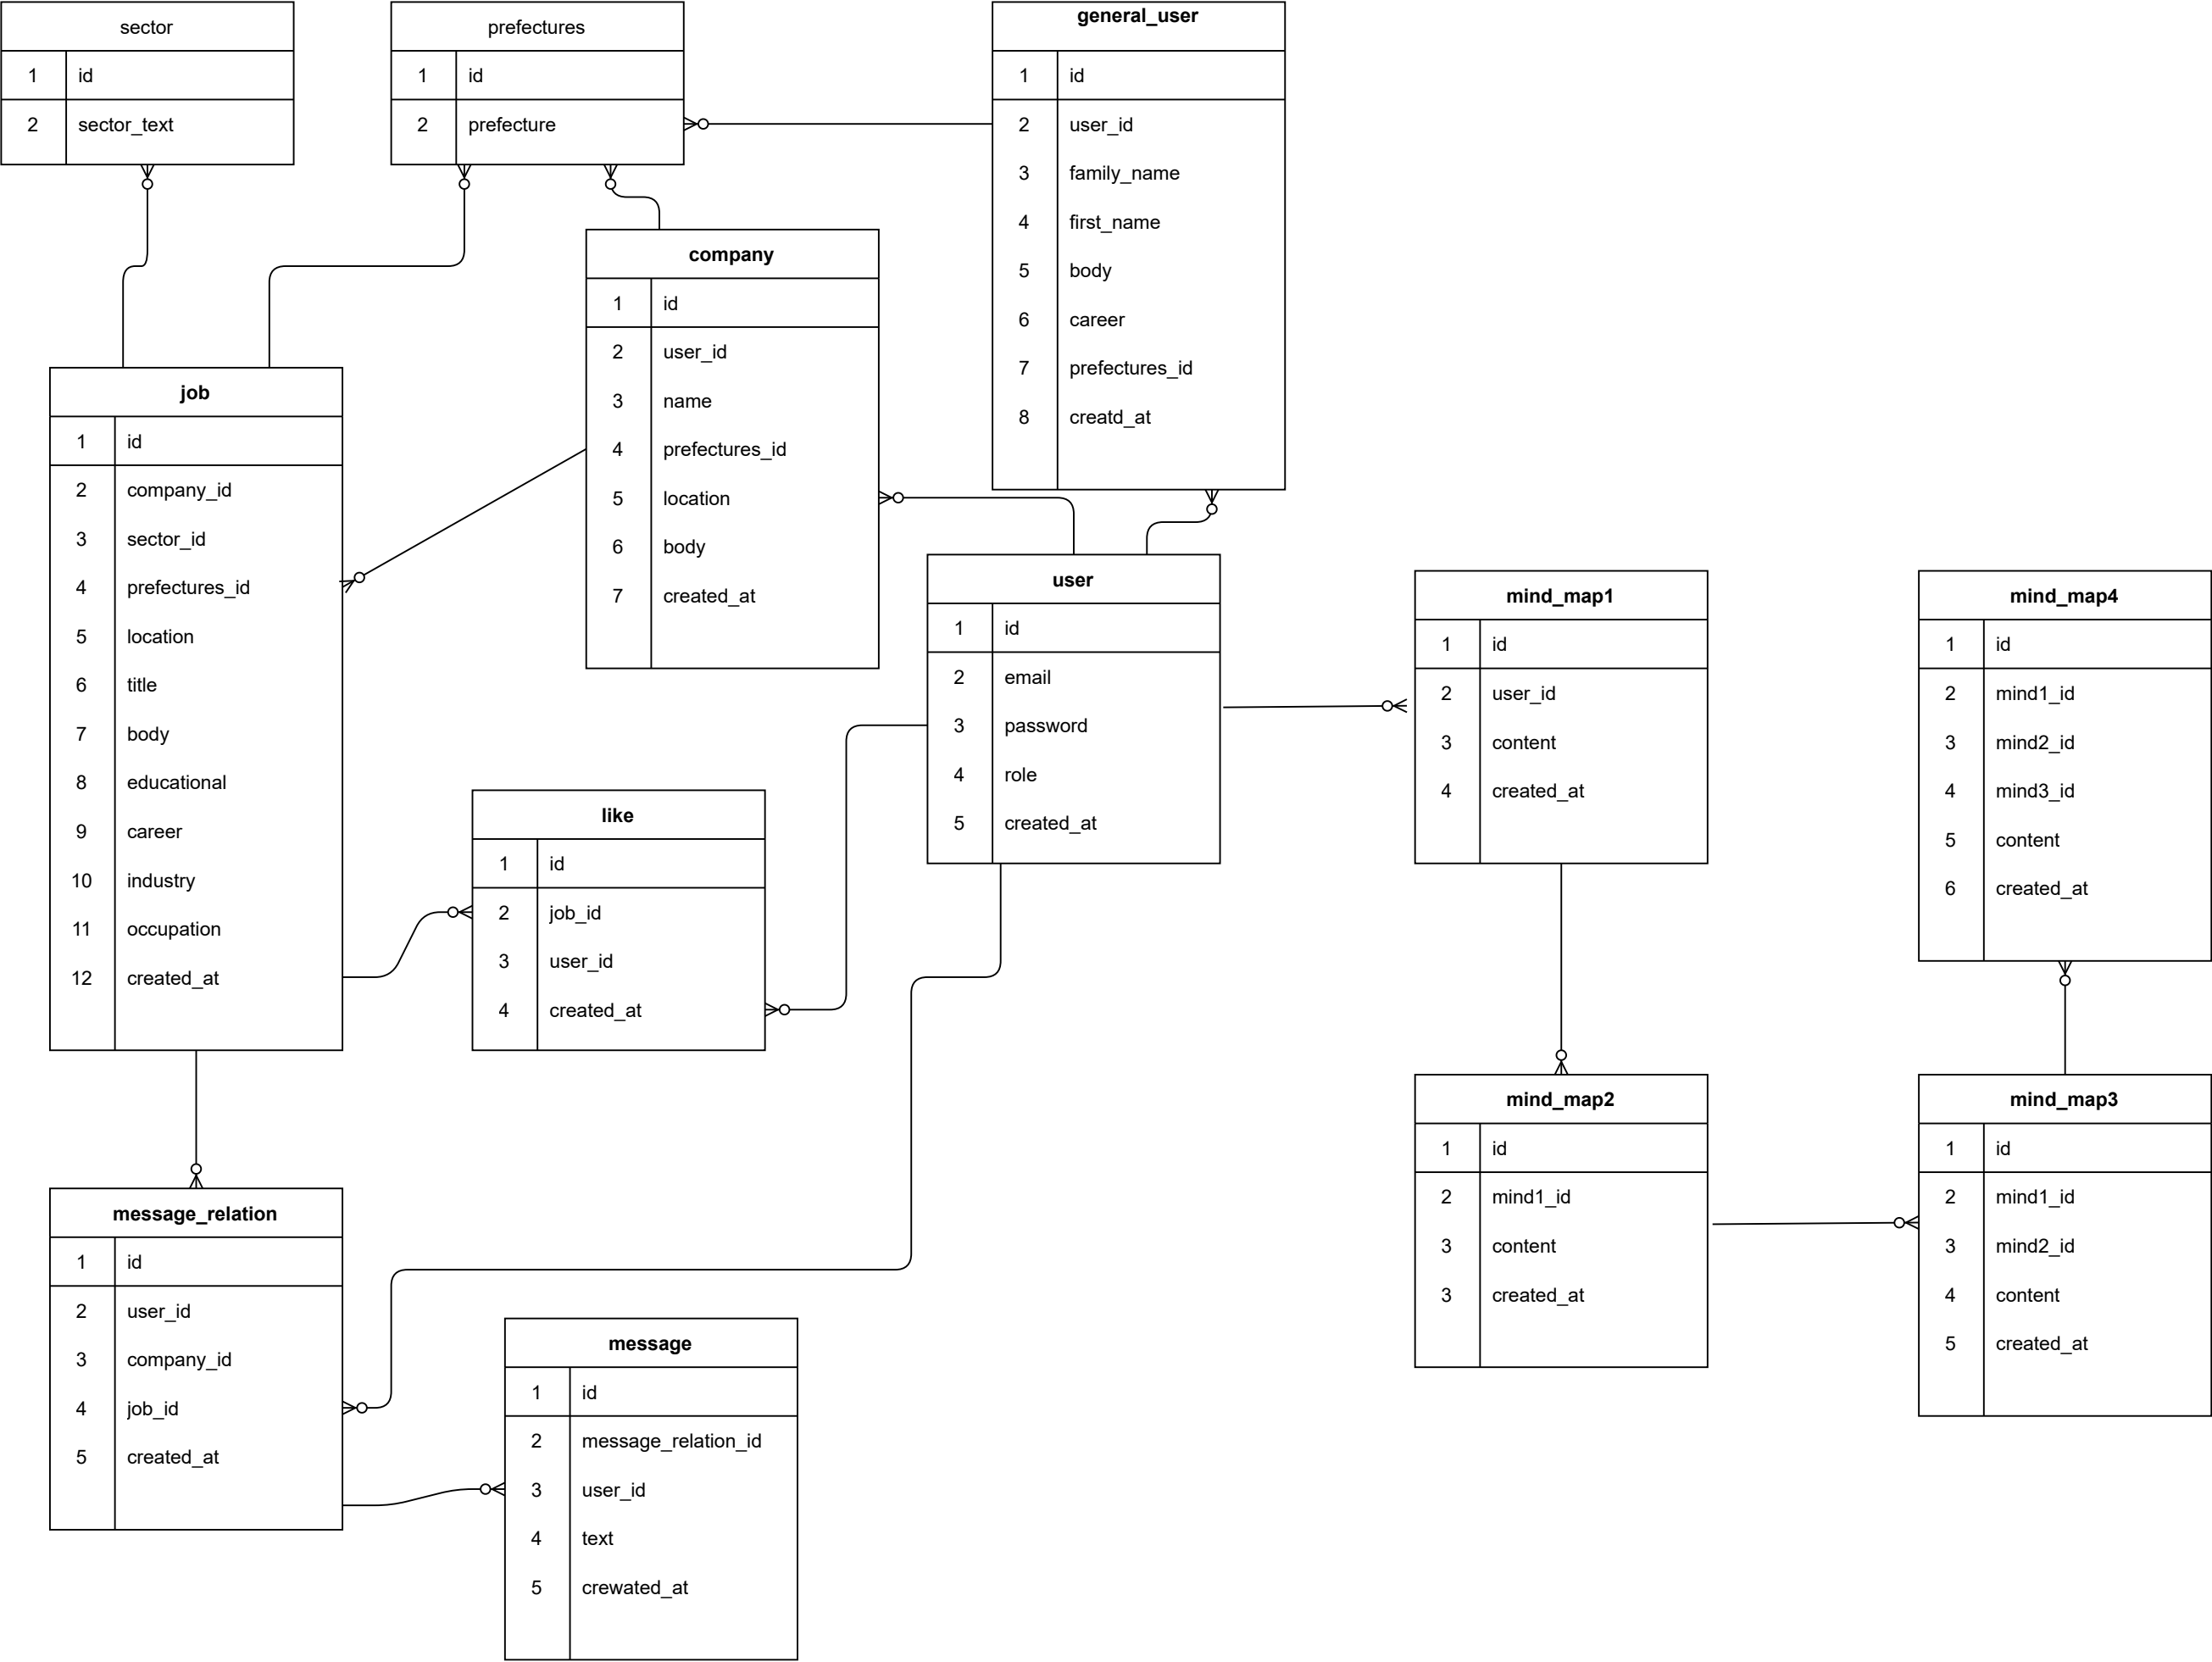 sector
1 id
2 sector_text
prefectures
1 id
2 prefecture
general_user
1 id
2 user_id
3 family_name
4 first_name
5 body
6 career
7 prefectures_id
8 creatd_at
company
1 id
2 user_id
3 name
4 prefectures_id
5 location
6 body
7 created_at
job
1 id
2 company_id
3 sector_id
4 prefectures_id
5 location
6 title
7 body
8 educational
9 career
10 industry
11 occupation
12 created_at
user
1 id
2 email
3 password
4 role
5 created_at
mind_map1
1 id
2 user_id
3 content
4 created_at
mind_map4
1 id
2 mind1_id
3 mind2_id
4 mind3_id
5 content
6 created_at
like
1 id
2 job_id
3 user_id
4 created_at
mind_map2
1 id
2 mind1_id
3 content
3 created_at
mind_map3
1 id
2 mind1_id
3 mind2_id
4 content
5 created_at
message_relation
1 id
2 user_id
3 company_id
4 job_id
5 created_at
message
1 id
2 message_relation_id
3 user_id
4 text
5 crewated_at